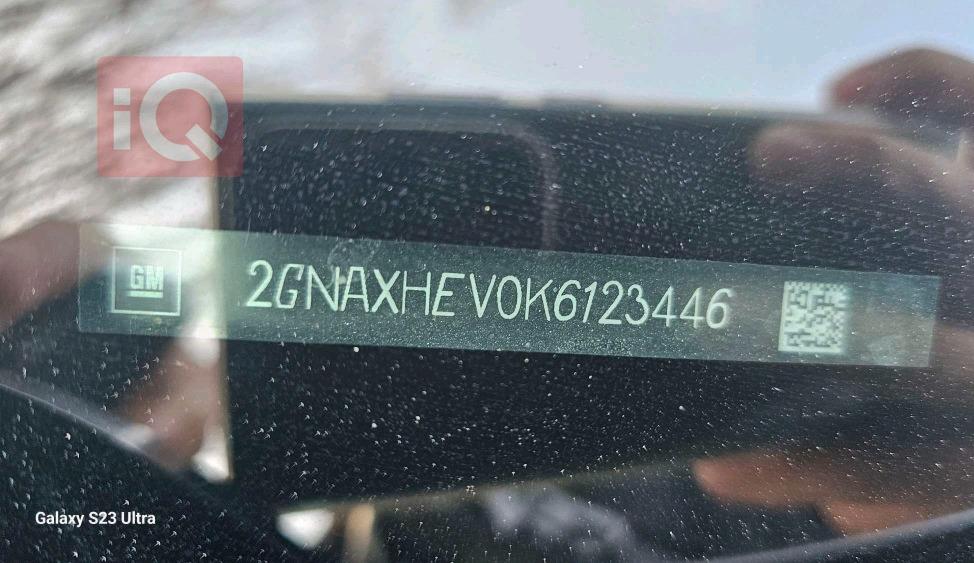 iQ
GM
2GNAXHEV0K6123446
Galaxy S23 Ultra